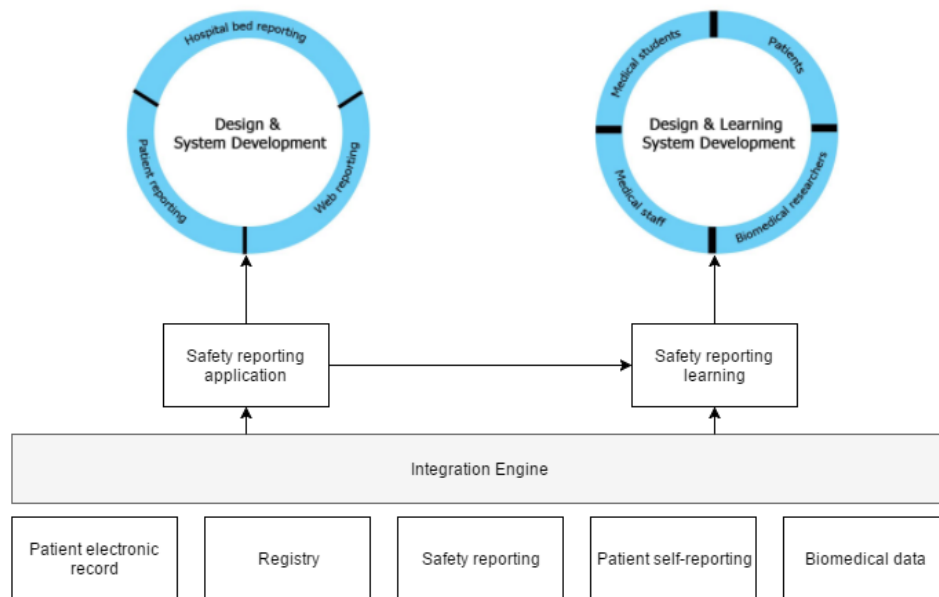 Hospital bed reporting
Patient reporting
Web reporting
Design &
System Development
Medical students
Patients
Medical staff
Biomedical researchers
Design & Learning
System Development
Safety reporting
application
Safety reporting
learning
Integration Engine
Patient electronic
record
Registry
Safety reporting
Patient self-reporting
Biomedical data